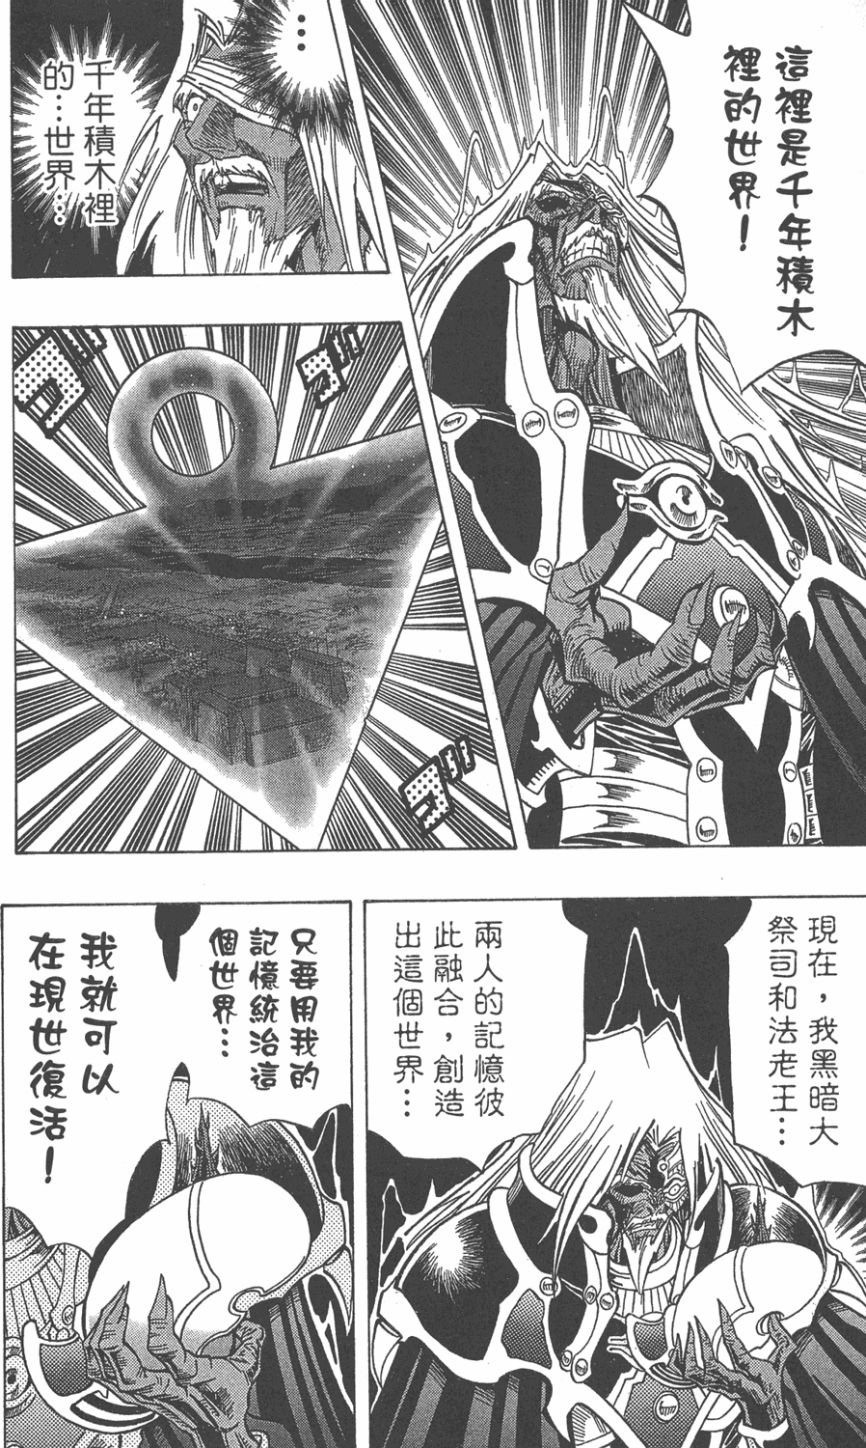 這裡是千年積木
裡的世界！
…
千年積木裡
的…世界…
ゴ
ゴ
ゴ
現在，我黑暗大
祭司和法老王…
兩人的記憶彼
此融合，創造
出這個世界…
只要用我的
記憶統治這
個世界…
我就可以
在現世復活！